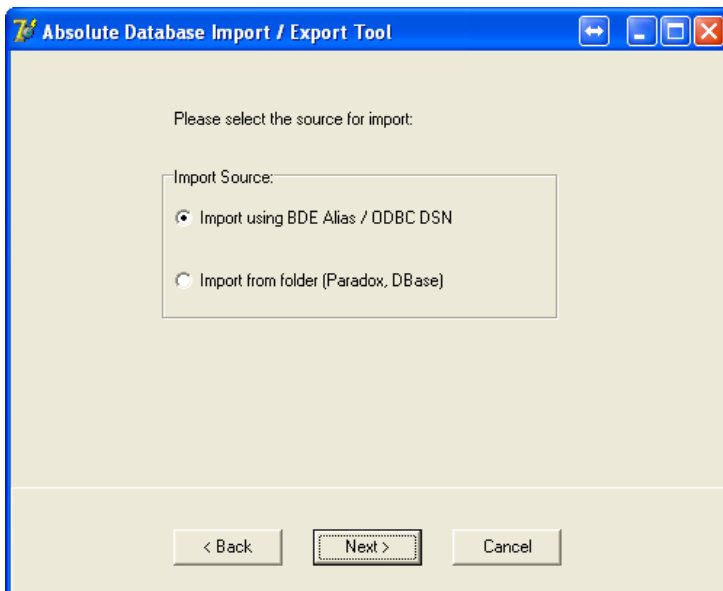 Absolute Database Import / Export Tool
Please select the source for import:
Import Source:
Import using BDE Alias / ODBC DSN
Import from folder (Paradox, DBase)
< Back Next > Cancel